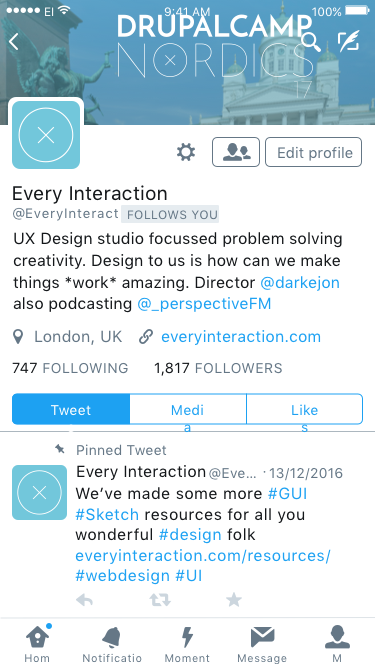 EI 9:41 AM 100%
DRUPALCAMP
NORDICS
17
Edit profile
Every Interaction
@EveryInteract FOLLOWS YOU
UX Design studio focussed problem solving
creativity. Design to us is how can we make
things *work* amazing. Director @darkejon
also podcasting @_perspectiveFM
London, UK everyinteraction.com
747 FOLLOWING 1,817 FOLLOWERS
Tweet Medi Like
a s
Pinned Tweet
Every Interaction @Eve... · 13/12/2016
We've made some more #GUI
#Sketch resources for all you
wonderful #design folk
everyinteraction.com/resources/
#webdesign #UI
Hom Notificatio Moment Message M